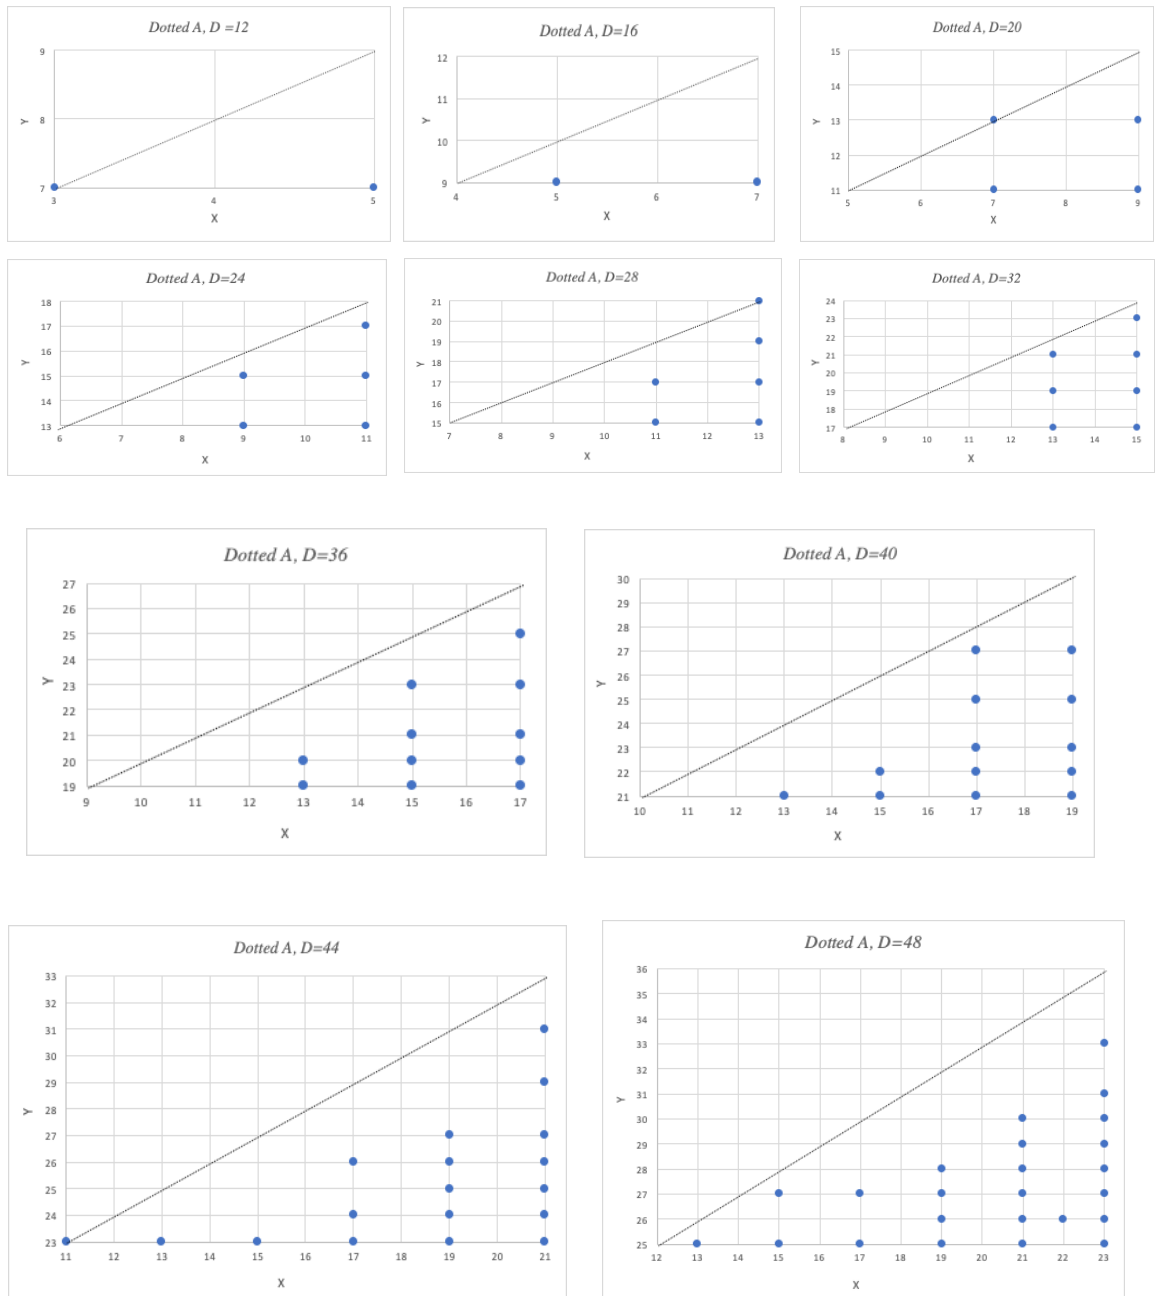 Dotted A, D =12
9
8
7
Y
3 4 5
X
Dotted A, D=16
12
11
10
9
Y
4 5 6 7
X
Dotted A, D=20
15
14
13
12
11
Y
5 6 7 8 9
X
Dotted A, D=24
18
17
16
15
14
13
Y
6 7 8 9 10 11
X
Dotted A, D=28
21
20
19
18
17
16
15
Y
7 8 9 10 11 12 13
X
Dotted A, D=32
24
23
22
21
20
19
18
17
Y
8 9 10 11 12 13 14 15
X
Dotted A, D=36
27
26
25
24
23
22
21
20
19
Y
9 10 11 12 13 14 15 16 17
X
Dotted A, D=40
30
29
28
27
26
25
24
23
22
21
Y
10 11 12 13 14 15 16 17 18 19
X
Dotted A, D=44
33
32
31
30
29
28
27
26
25
24
23
Y
11 12 13 14 15 16 17 18 19 20 21
X
Dotted A, D=48
36
35
34
33
32
31
30
29
28
27
26
25
Y
12 13 14 15 16 17 18 19 20 21 22 23
X